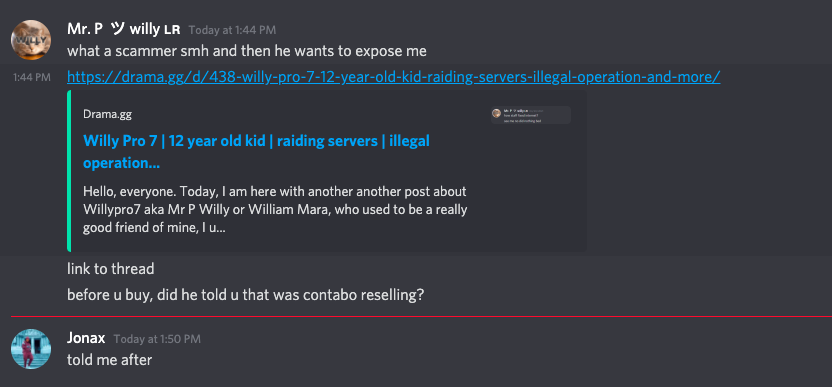 Mr. P ツ willy LR Today at 1:44 PM
what a scammer smh and then he wants to expose me
1:44 PM https://drama.gg/d/438-willy-pro-7-12-year-old-kid-raiding-servers-illegal-operation-and-more/
Drama.gg
Willy Pro 7 | 12 year old kid | raiding servers | illegal
operation...
Hello, everyone. Today, I am here with another another post about
Willypro7 aka Mr P Willy or William Mara, who used to be a really
good friend of mine, I u...
link to thread
before u buy, did he told u that was contabo reselling?
Jonax Today at 1:50 PM
told me after